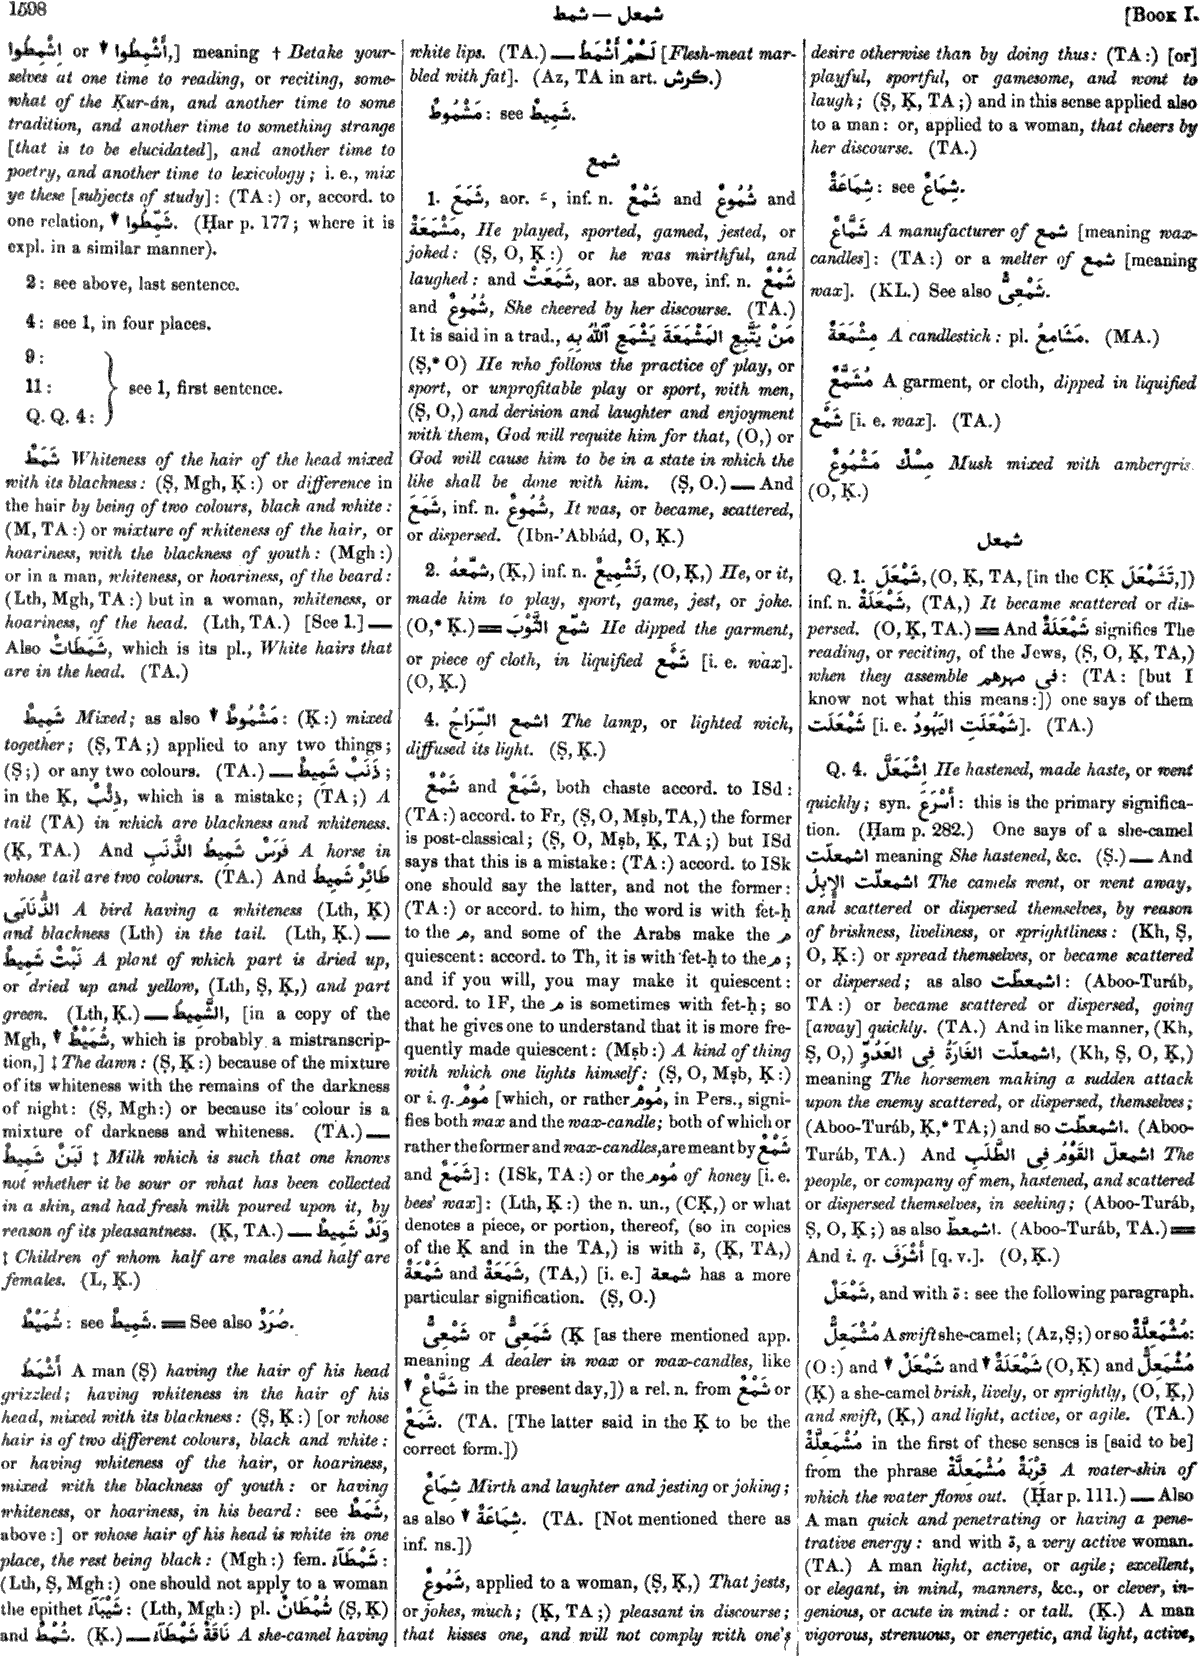 1598
شمط — شمعل
[Book I.
اِشْمِطُوا or ▼ أَشْمِطُوا,] meaning † Betake your-
selves at one time to reading, or reciting, some-
what of the Ḳur-án, and another time to some
tradition, and another time to something strange
[that is to be elucidated], and another time to
poetry, and another time to lexicology; i. e., mix
ye these [subjects of study]: (TA:) or, accord. to
one relation, ▼ شَمِّطُوا. (Ḥar p. 177; where it is
expl. in a similar manner).
2: see above, last sentence.
4: see 1, in four places.
9:
11: see 1, first sentence.
Q. Q. 4:
شَمَطٌ Whiteness of the hair of the head mixed
with its blackness: (Ṣ, Mgh, Ḳ:) or difference in
the hair by being of two colours, black and white:
(M, TA:) or mixture of whiteness of the hair, or
hoariness, with the blackness of youth: (Mgh:)
or in a man, whiteness, or hoariness, of the beard:
(Lth, Mgh, TA:) but in a woman, whiteness, or
hoariness, of the head. (Lth, TA.) [See 1.] —
Also شَمَطَاتٌ, which is its pl., White hairs that
are in the head. (TA.)
شَمِيطٌ Mixed; as also ▼ مَشْمُوطٌ: (Ḳ:) mixed
together; (Ṣ, TA;) applied to any two things;
(Ṣ;) or any two colours. (TA.) — ذَنَبٌ شَمِيطٌ;
in the Ḳ, ذِئْبٌ, which is a mistake; (TA;) A
tail (TA) in which are blackness and whiteness.
(Ḳ, TA.) And فَرَسٌ شَمِيطُ الذَّنَبِ A horse in
whose tail are two colours. (TA.) And طَائِرٌ شَمِيطُ
الذُّنَابَى A bird having a whiteness (Lth, Ḳ)
and blackness (Lth) in the tail. (Lth, Ḳ.) —
نَبْتٌ شَمِيطٌ A plant of which part is dried up,
or dried up and yellow, (Lth, Ṣ, Ḳ,) and part
green. (Lth, Ḳ.) — الشَّمِيطُ, [in a copy of the
Mgh, ▼ شُمَيْطٌ, which is probably a mistranscrip-
tion,] ‡ The dawn: (Ṣ, Ḳ:) because of the mixture
of its whiteness with the remains of the darkness
of night: (Ṣ, Mgh:) or because its colour is a
mixture of darkness and whiteness. (TA.) —
لَبَنٌ شَمِيطٌ ‡ Milk which is such that one knows
not whether it be sour or what has been collected
in a skin, and had fresh milk poured upon it, by
reason of its pleasantness. (Ḳ, TA.) — وَلَدٌ شَمِيطٌ
‡ Children of whom half are males and half are
females. (L, Ḳ.)
شُمَيْطٌ: see شَمِيطٌ. ═ See also صُرَدٌ.
أَشْمَطُ A man (Ṣ) having the hair of his head
grizzled; having whiteness in the hair of his
head, mixed with its blackness: (Ṣ, Ḳ:) [or whose
hair is of two different colours, black and white:
or having whiteness of the hair, or hoariness,
mixed with the blackness of youth: or having
whiteness, or hoariness, in his beard: see شَمَطٌ,
above:] or whose hair of his head is white in one
place, the rest being black: (Mgh:) fem. شَمْطَآءُ:
(Lth, Ṣ, Mgh:) one should not apply to a woman
the epithet شَيْبَآءُ: (Lth, Mgh:) pl. شُمْطَانٌ (Ṣ, Ḳ)
and شُمْطٌ. (Ḳ.) — نَاقَةٌ شَمْطَآءُ A she-camel having
white lips. (TA.) — لَحْمٌ أَشْمَطُ [Flesh-meat mar-
bled with fat]. (Az, TA in art. كرش.)
مَشْمُوطٌ: see شَمِيطٌ.
شمع
1. شَمَعَ, aor. ـَ, inf. n. شَمْعٌ and شُمُوعٌ and
مَشْمَعَةٌ, He played, sported, gamed, jested, or
joked: (Ṣ, O, Ḳ:) or he was mirthful, and
laughed: and شَمَعَتْ, aor. as above, inf. n. شَمْعٌ
and شُمُوعٌ, She cheered by her discourse. (TA.)
It is said in a trad., مَنْ يَتَّبِعِ المَشْمَعَةَ يَشْمَعِ ٱللّٰهُ بِهِ
(Ṣ,* O) He who follows the practice of play, or
sport, or unprofitable play or sport, with men,
(Ṣ, O,) and derision and laughter and enjoyment
with them, God will requite him for that, (O,) or
God will cause him to be in a state in which the
like shall be done with him. (Ṣ, O.) — And
شَمَعَ, inf. n. شُمُوعٌ, It was, or became, scattered,
or dispersed. (Ibn-'Abbád, O, Ḳ.)
2. شمّعهُ, (Ḳ,) inf. n. تَشْمِيعٌ, (O, Ḳ,) He, or it,
made him to play, sport, game, jest, or joke.
(O,* Ḳ.) ═ شمّع الثَّوْبَ He dipped the garment,
or piece of cloth, in liquified شَمَع [i. e. wax].
(O, Ḳ.)
4. اشمع السِّرَاجُ The lamp, or lighted wick,
diffused its light. (Ṣ, Ḳ.)
شَمْعٌ and شَمَعٌ, both chaste accord. to ISd:
(TA:) accord. to Fr, (Ṣ, O, Mṣb, TA,) the former
is post-classical; (Ṣ, O, Mṣb, Ḳ, TA;) but ISd
says that this is a mistake: (TA:) accord. to ISk
one should say the latter, and not the former:
(TA:) or accord. to him, the word is with fet-ḥ
to the م, and some of the Arabs make the م
quiescent: accord. to Th, it is with fet-ḥ to the م;
and if you will, you may make it quiescent:
accord. to IF, the م is sometimes with fet-ḥ; so
that he gives one to understand that it is more fre-
quently made quiescent: (Mṣb:) A kind of thing
with which one lights himself: (Ṣ, O, Mṣb, Ḳ:)
or i. q. مُومٌ [which, or rather مُوم, in Pers., signi-
fies both wax and the wax-candle; both of which or
rather the former and wax-candles, are meant by شَمْعٌ
and شَمَعٌ]: (ISk, TA:) or the مُوم of honey [i. e.
bees' wax]: (Lth, Ḳ:) the n. un., (CḲ,) or what
denotes a piece, or portion, thereof, (so in copies
of the Ḳ and in the TA,) is with ة, (Ḳ, TA,)
شَمْعَةٌ and شَمَعَةٌ, (TA,) [i. e.] شمعة has a more
particular signification. (Ṣ, O.)
شَمْعِىٌّ or شَمَعِىٌّ (Ḳ [as there mentioned app.
meaning A dealer in wax or wax-candles, like
▼ شَمَّاعٌ in the present day,]) a rel. n. from شَمْعٌ or
شَمَعٌ. (TA. [The latter said in the Ḳ to be the
correct form.])
شِمَاعٌ Mirth and laughter and jesting or joking;
as also ▼ شِمَاعَةٌ. (TA. [Not mentioned there as
inf. ns.])
شَمُوعٌ, applied to a woman, (Ṣ, Ḳ,) That jests,
or jokes, much; (Ḳ, TA;) pleasant in discourse;
that kisses one, and will not comply with one's
desire otherwise than by doing thus: (TA:) [or]
playful, sportful, or gamesome, and wont to
laugh; (Ṣ, Ḳ, TA;) and in this sense applied also
to a man: or, applied to a woman, that cheers by
her discourse. (TA.)
شِمَاعَةٌ: see شِمَاعٌ.
شَمَّاعٌ A manufacturer of شمع [meaning wax-
candles]: (TA:) or a melter of شمع [meaning
wax]. (KL.) See also شَمْعِىٌّ.
مِشْمَعَةٌ A candlestick: pl. مَشَامِعُ. (MA.)
مُشَمَّعٌ A garment, or cloth, dipped in liquified
شَمَع [i. e. wax]. (TA.)
مِسْكٌ مَشْمُوعٌ Musk mixed with ambergris.
(O, Ḳ.)
شمعل
Q. 1. شَمْعَلَ, (O, Ḳ, TA, [in the CḲ تَشَمْعَلَ,])
inf. n. شَمْعَلَةٌ, (TA,) It became scattered or dis-
persed. (O, Ḳ, TA.) ═ And شَمْعَلَةٌ signifies The
reading, or reciting, of the Jews, (Ṣ, O, Ḳ, TA,)
when they assemble فى مهرهم: (TA: [but I
know not what this means:]) one says of them
شَمْعَلَت [i. e. شَمْعَلَتِ اليَهُودُ]. (TA.)
Q. 4. اِشْمَعَلَّ He hastened, made haste, or went
quickly; syn. أَسْرَعَ: this is the primary significa-
tion. (Ḥam p. 282.) One says of a she-camel
اشمعلّت meaning She hastened, &c. (Ṣ.) — And
اشمعلّت الإِبِلُ The camels went, or went away,
and scattered or dispersed themselves, by reason
of briskness, liveliness, or sprightliness: (Kh, Ṣ,
O, Ḳ:) or spread themselves, or became scattered
or dispersed; as also اشمعطّت: (Aboo-Turáb,
TA:) or became scattered or dispersed, going
[away] quickly. (TA.) And in like manner, (Kh,
Ṣ, O,) اشمعلّت الغَارَةُ فِى العَدُوِّ, (Kh, Ṣ, O, Ḳ,)
meaning The horsemen making a sudden attack
upon the enemy scattered, or dispersed, themselves;
(Aboo-Turáb, Ḳ,* TA;) and so اشمعطّت. (Aboo-
Turáb, TA.) And اشمعلّ القَوْمُ فِى الطَّلَبِ The
people, or company of men, hastened, and scattered
or dispersed themselves, in seeking; (Aboo-Turáb,
Ṣ, O, Ḳ;) as also اشمعطّ. (Aboo-Turáb, TA.) ═
And i. q. أَشْرَفَ [q. v.]. (O, Ḳ.)
شَمْعَلٌ, and with ة: see the following paragraph.
مُشْمَعِلٌّ A swift she-camel; (Az, Ṣ;) or so مُشْمَعِلَّةٌ:
(O:) and ▼ شَمْعَلٌ and ▼ شَمْعَلَةٌ (O, Ḳ) and مُشْمَعِلٌّ
(Ḳ) a she-camel brisk, lively, or sprightly, (O, Ḳ,)
and swift, (Ḳ,) and light, active, or agile. (TA.)
مُشْمَعِلَّةٌ in the first of these senses is [said to be]
from the phrase قِرْبَةٌ مُشْمَعِلَّةٌ A water-skin of
which the water flows out. (Ḥar p. 111.) — Also
A man quick and penetrating or having a pene-
trative energy: and with ة, a very active woman.
(TA.) A man light, active, or agile; excellent,
or elegant, in mind, manners, &c., or clever, in-
genious, or acute in mind: or tall. (Ḳ.) A man
vigorous, strenuous, or energetic, and light, active,